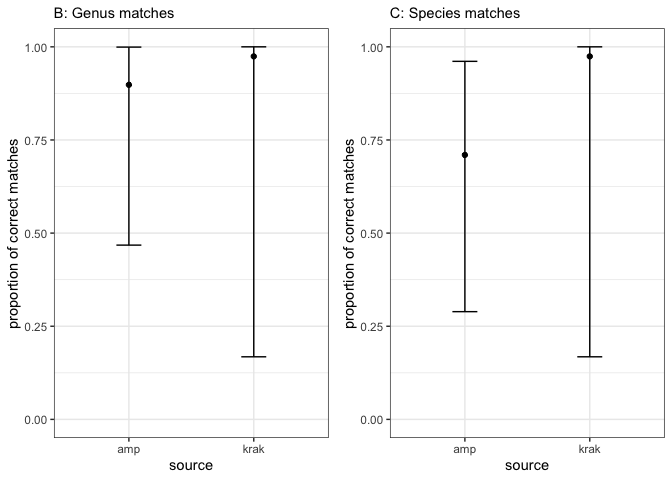 B: Genus matches
proportion of correct matches
1.00
0.75
0.50
0.25
0.00
amp krak
source
C: Species matches
proportion of correct matches
1.00
0.75
0.50
0.25
0.00
amp krak
source